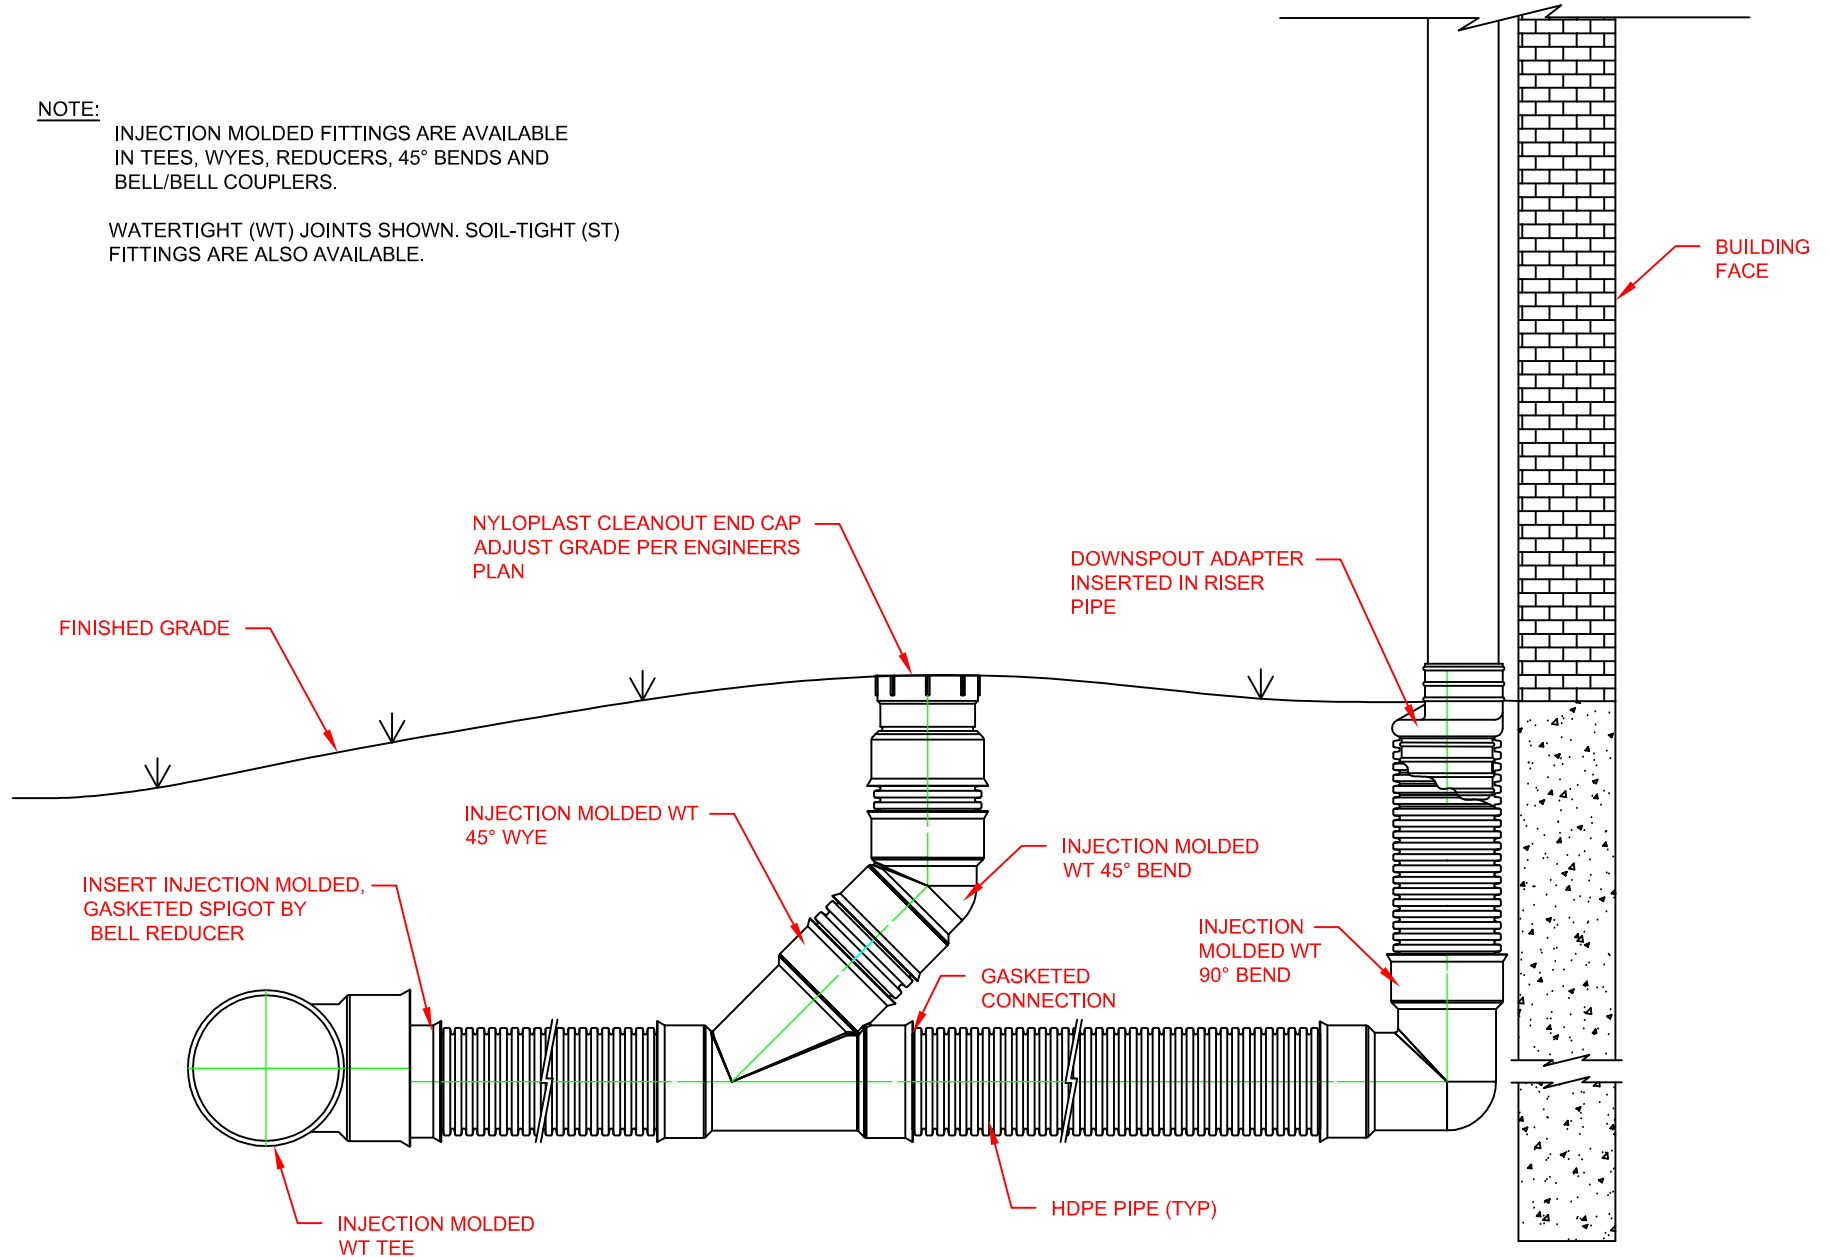 NOTE:
INJECTION MOLDED FITTINGS ARE AVAILABLE
IN TEES, WYES, REDUCERS, 45° BENDS AND
BELL/BELL COUPLERS.
WATERTIGHT (WT) JOINTS SHOWN. SOIL-TIGHT (ST)
FITTINGS ARE ALSO AVAILABLE.
BUILDING
FACE
NYLOPLAST CLEANOUT END CAP
ADJUST GRADE PER ENGINEERS
PLAN
DOWNSPOUT ADAPTER
INSERTED IN RISER
PIPE
FINISHED GRADE
INJECTION MOLDED WT
45° WYE
INJECTION MOLDED
WT 45° BEND
INSERT INJECTION MOLDED,
GASKETED SPIGOT BY
BELL REDUCER
INJECTION
MOLDED WT
90° BEND
GASKETED
CONNECTION
HDPE PIPE (TYP)
INJECTION MOLDED
WT TEE